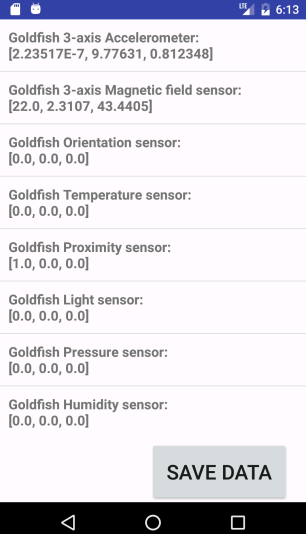 LTE 6:13
Goldfish 3-axis Accelerometer:
[2.23517E-7, 9.77631, 0.812348]
Goldfish 3-axis Magnetic field sensor:
[22.0, 2.3107, 43.4405]
Goldfish Orientation sensor:
[0.0, 0.0, 0.0]
Goldfish Temperature sensor:
[0.0, 0.0, 0.0]
Goldfish Proximity sensor:
[1.0, 0.0, 0.0]
Goldfish Light sensor:
[0.0, 0.0, 0.0]
Goldfish Pressure sensor:
[0.0, 0.0, 0.0]
Goldfish Humidity sensor:
[0.0, 0.0, 0.0]
SAVE DATA